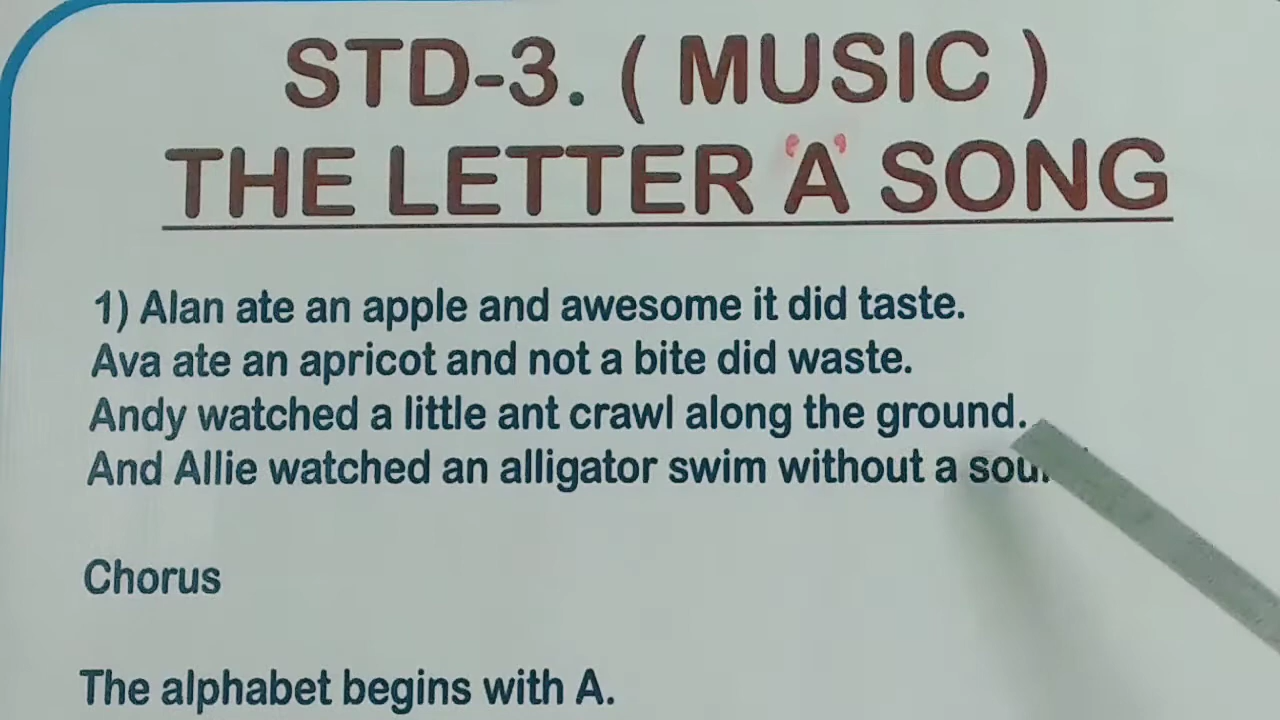 STD-3. ( MUSIC )
THE LETTER 'A' SONG
1) Alan ate an apple and awesome it did taste.
Ava ate an apricot and not a bite did waste.
Andy watched a little ant crawl along the ground.
And Allie watched an alligator swim without a
Chorus
The alphabet begins with A.